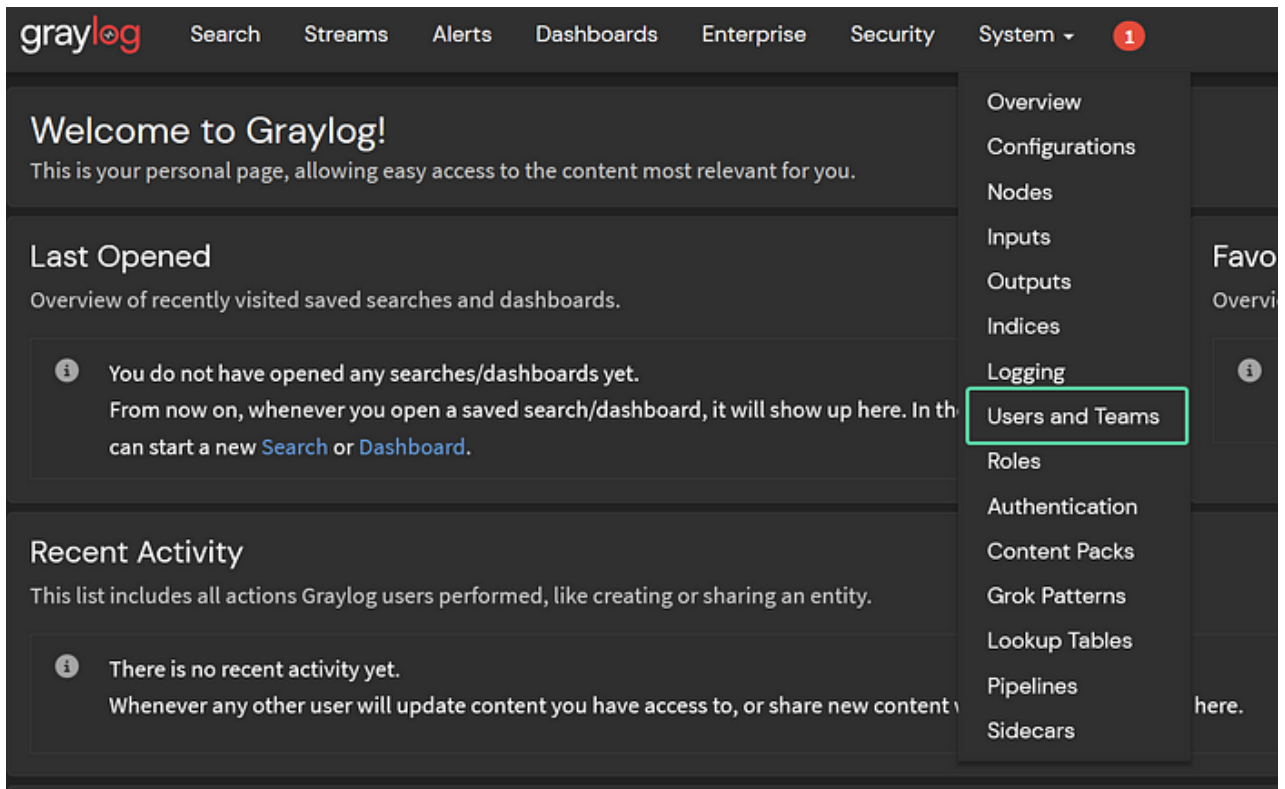 graylog Search Streams Alerts Dashboards Enterprise Security System 1
Welcome to Graylog!
This is your personal page, allowing easy access to the content most relevant for you.
Last Opened
Overview of recently visited saved searches and dashboards.
You do not have opened any searches/dashboards yet.
From now on, whenever you open a saved search/dashboard, it will show up here. In
can start a new Search or Dashboard.
Recent Activity
This list includes all actions Graylog users performed, like creating or sharing an entity.
There is no recent activity yet.
Whenever any other user will update content you have access to, or share new content here.
Overview
Configurations
Nodes
Inputs
Outputs
Indices
Logging
Users and Teams
Roles
Authentication
Content Packs
Grok Patterns
Lookup Tables
Pipelines
Sidecars